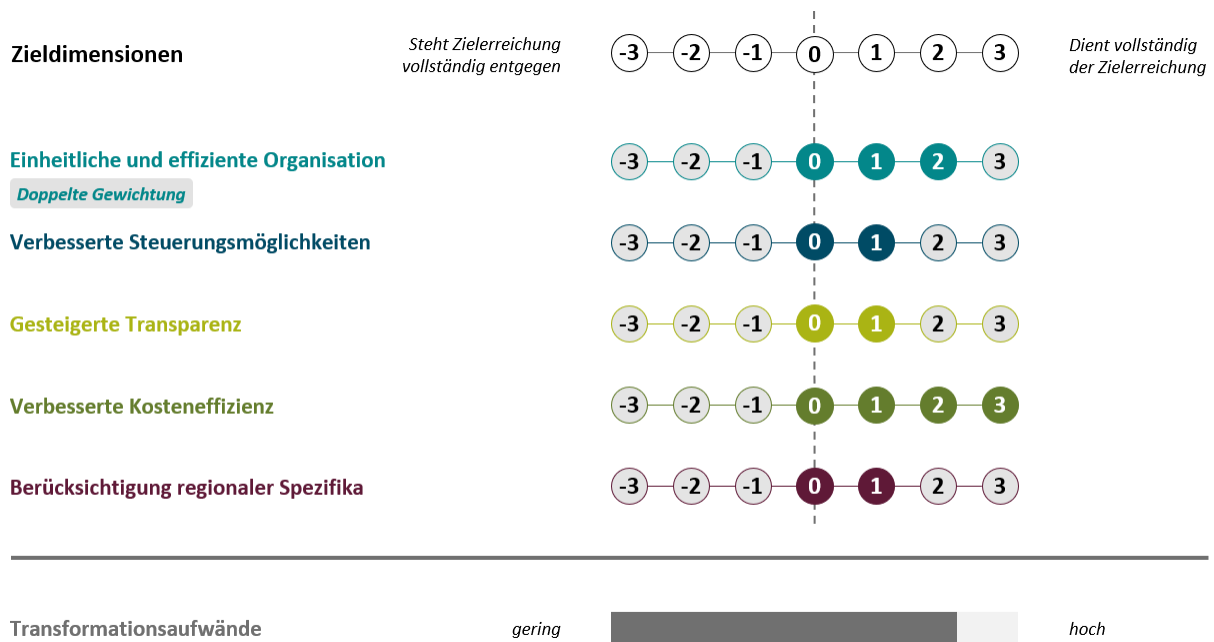 Zieldimensionen
Steht Zielerreichung
vollständig entgegen
-3 -2 -1 0 1 2 3
Dient vollständig
der Zielerreichung
Einheitliche und effiziente Organisation
-3 -2 -1 0 1 2 3
Doppelte Gewichtung
Verbesserte Steuerungsmöglichkeiten
-3 -2 -1 0 1 2 3
Gesteigerte Transparenz
-3 -2 -1 0 1 2 3
Verbesserte Kosteneffizienz
-3 -2 -1 0 1 2 3
Berücksichtigung regionaler Spezifika
-3 -2 -1 0 1 2 3
Transformationsaufwände
gering
hoch